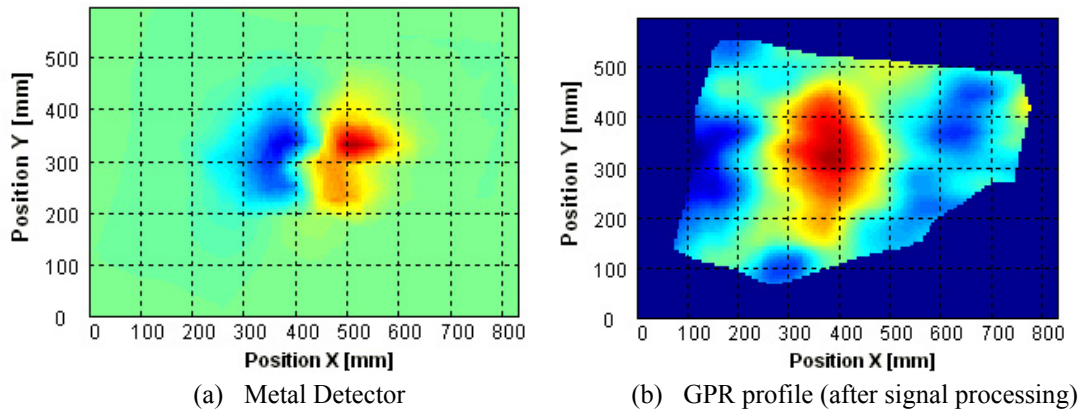 600
500
400
300
200
100
0
Position Y [mm]
0 100 200 300 400 500 600 700 800
Position X [mm]
(a) Metal Detector
500
400
300
200
100
0
Position Y [mm]
0 100 200 300 400 500 600 700 800
Position X [mm]
(b) GPR profile (after signal processing)